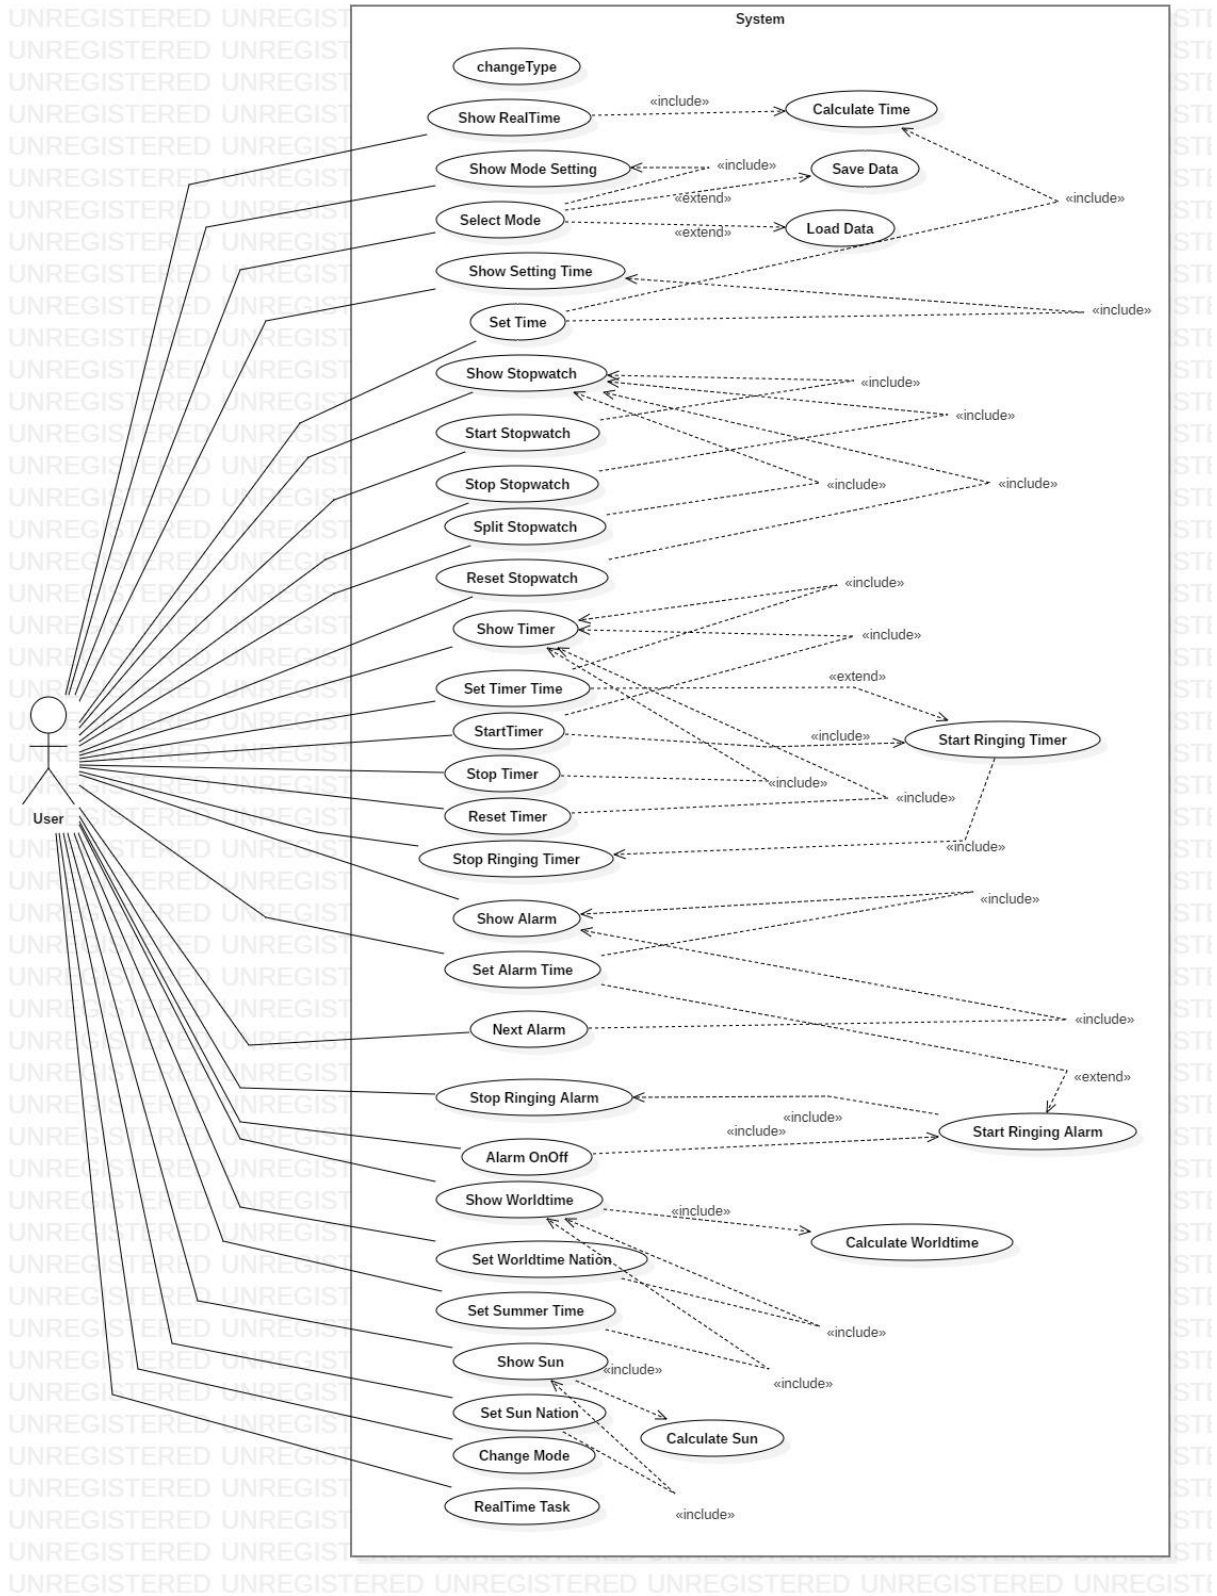 System
changeType
Show RealTime
«include»
Calculate Time
Show Mode Setting
«include»
Save Data
Select Mode
«extend»
«include»
Load Data
«extend»
Show Setting Time
Set Time
«include»
Show Stopwatch
«include»
Start Stopwatch
«include»
Stop Stopwatch
«include»
«include»
Split Stopwatch
Reset Stopwatch
«include»
Show Timer
«include»
Set Timer Time
«extend»
StartTimer
«include»
Start Ringing Timer
Stop Timer
«include»
Reset Timer
«include»
User
Stop Ringing Timer
«include»
Show Alarm
«include»
Set Alarm Time
Next Alarm
«include»
«extend»
Stop Ringing Alarm
«include»
«include»
Start Ringing Alarm
Alarm OnOff
Show Worldtime
«include»
Calculate Worldtime
Set Worldtime Nation
Set Summer Time
«include»
Show Sun
«include»
«include»
Set Sun Nation
Calculate Sun
Change Mode
RealTime Task
«include»
UNREGISTERED UNREGISTERED UNREGISTERED UNREGISTERED UNREGISTERED